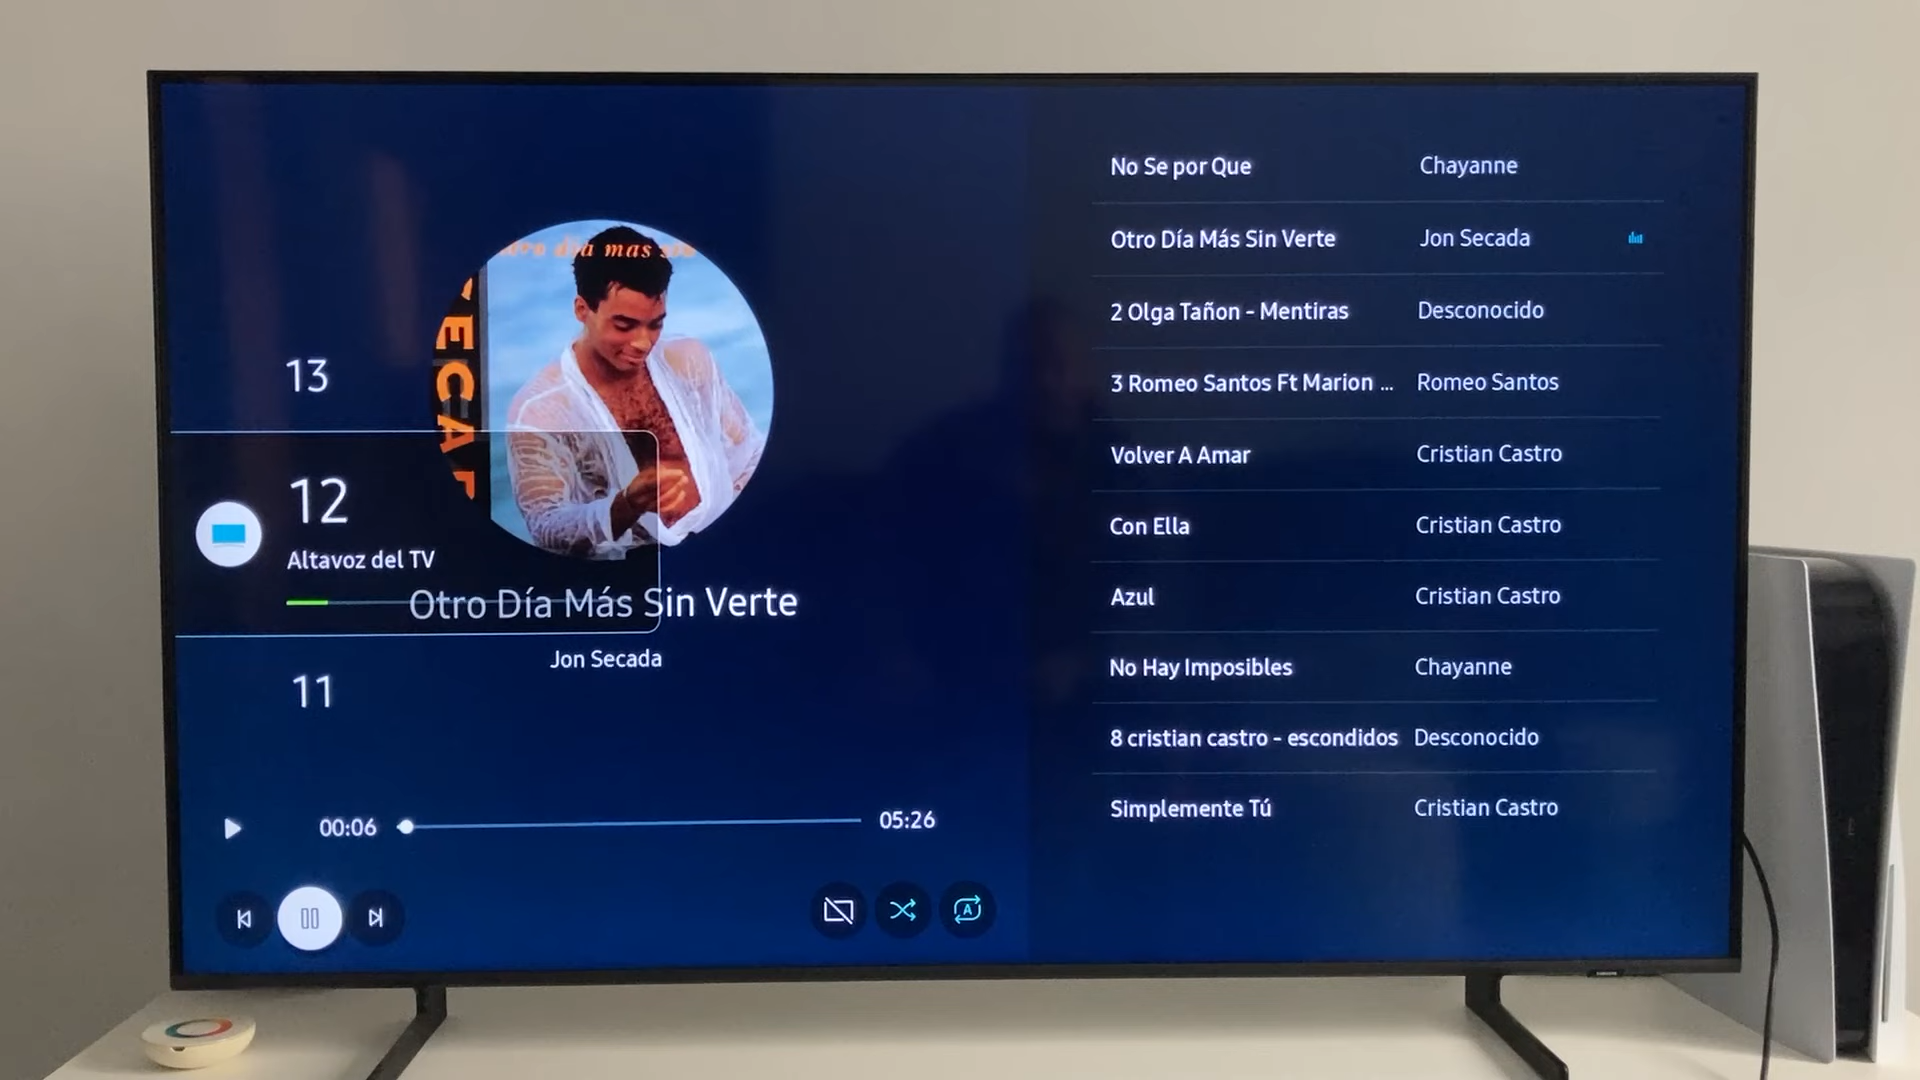 13
12
Altavoz del TV
11
dia mas
SECADA
Otro Día Más Sin Verte
Jon Secada
00:06
05:26
A
No Se por Que Chayanne
Otro Día Más Sin Verte Jon Secada
2 Olga Tañon - Mentiras Desconocido
3 Romeo Santos Ft Marion ... Romeo Santos
Volver A Amar Cristian Castro
Con Ella Cristian Castro
Azul Cristian Castro
No Hay Imposibles Chayanne
8 cristian castro - escondidos Desconocido
Simplemente Tú Cristian Castro